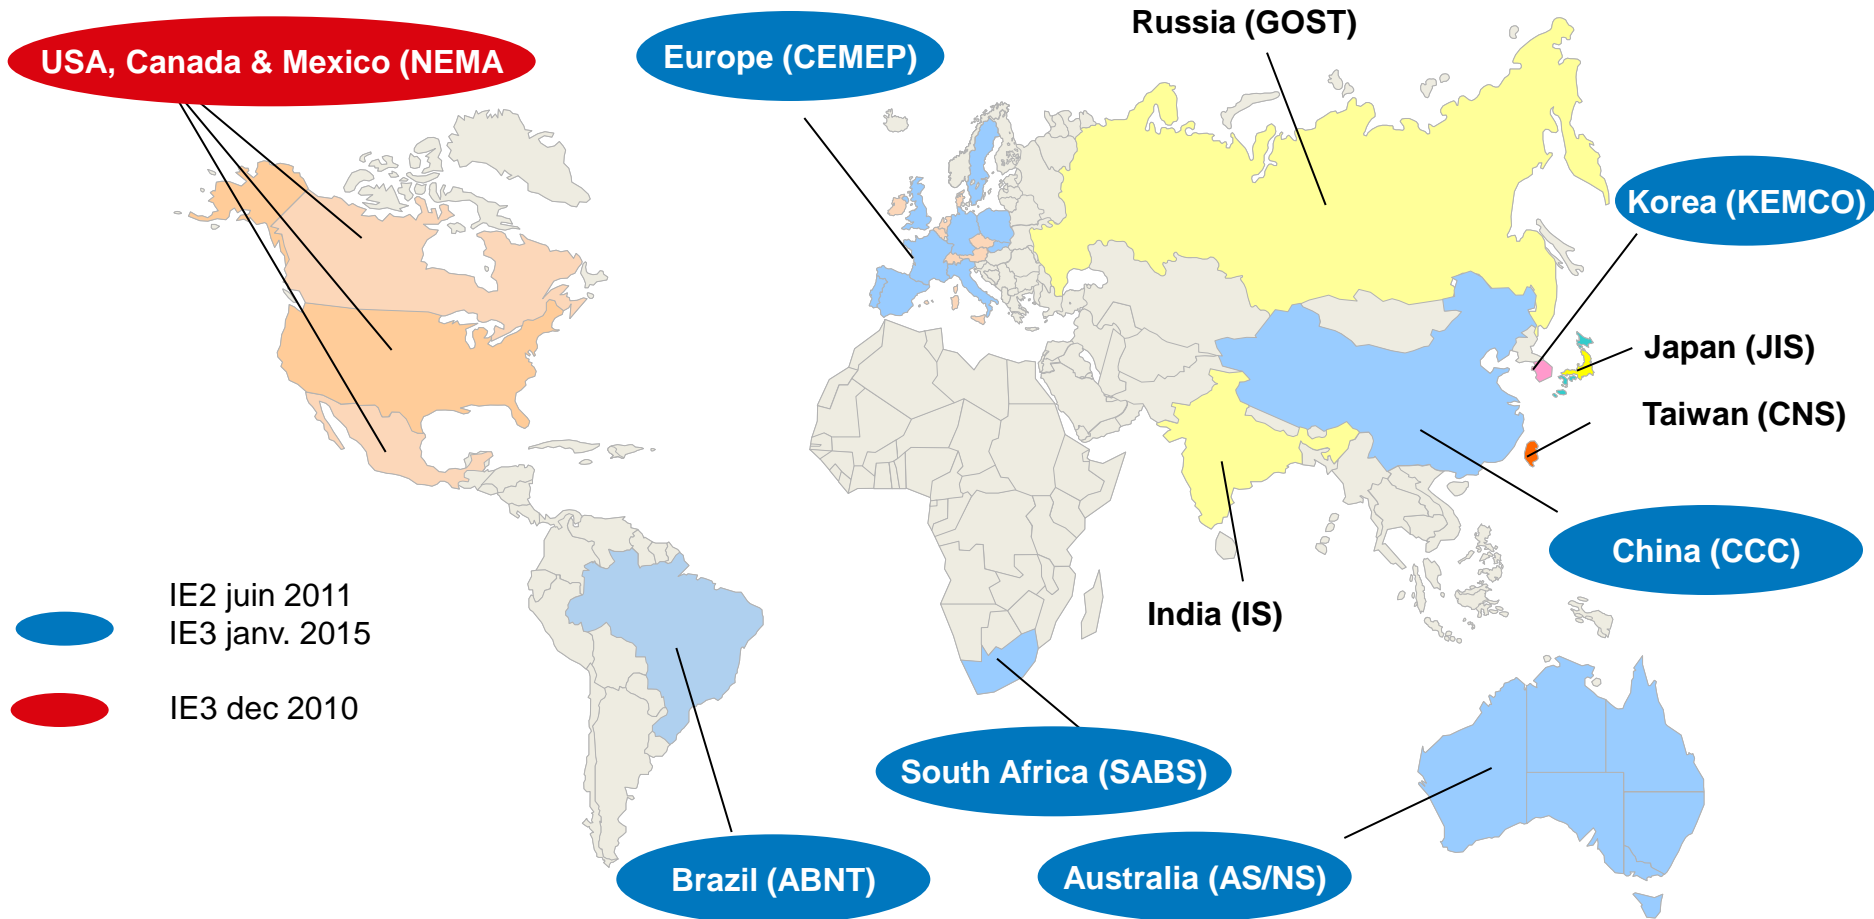 USA, Canada & Mexico (NEMA
Europe (CEMEP)
Russia (GOST)
Korea (KEMCO)
Japan (JIS)
Taiwan (CNS)
China (CCC)
India (IS)
IE2 juin 2011
IE3 janv. 2015
IE3 dec 2010
South Africa (SABS)
Brazil (ABNT)
Australia (AS/NS)